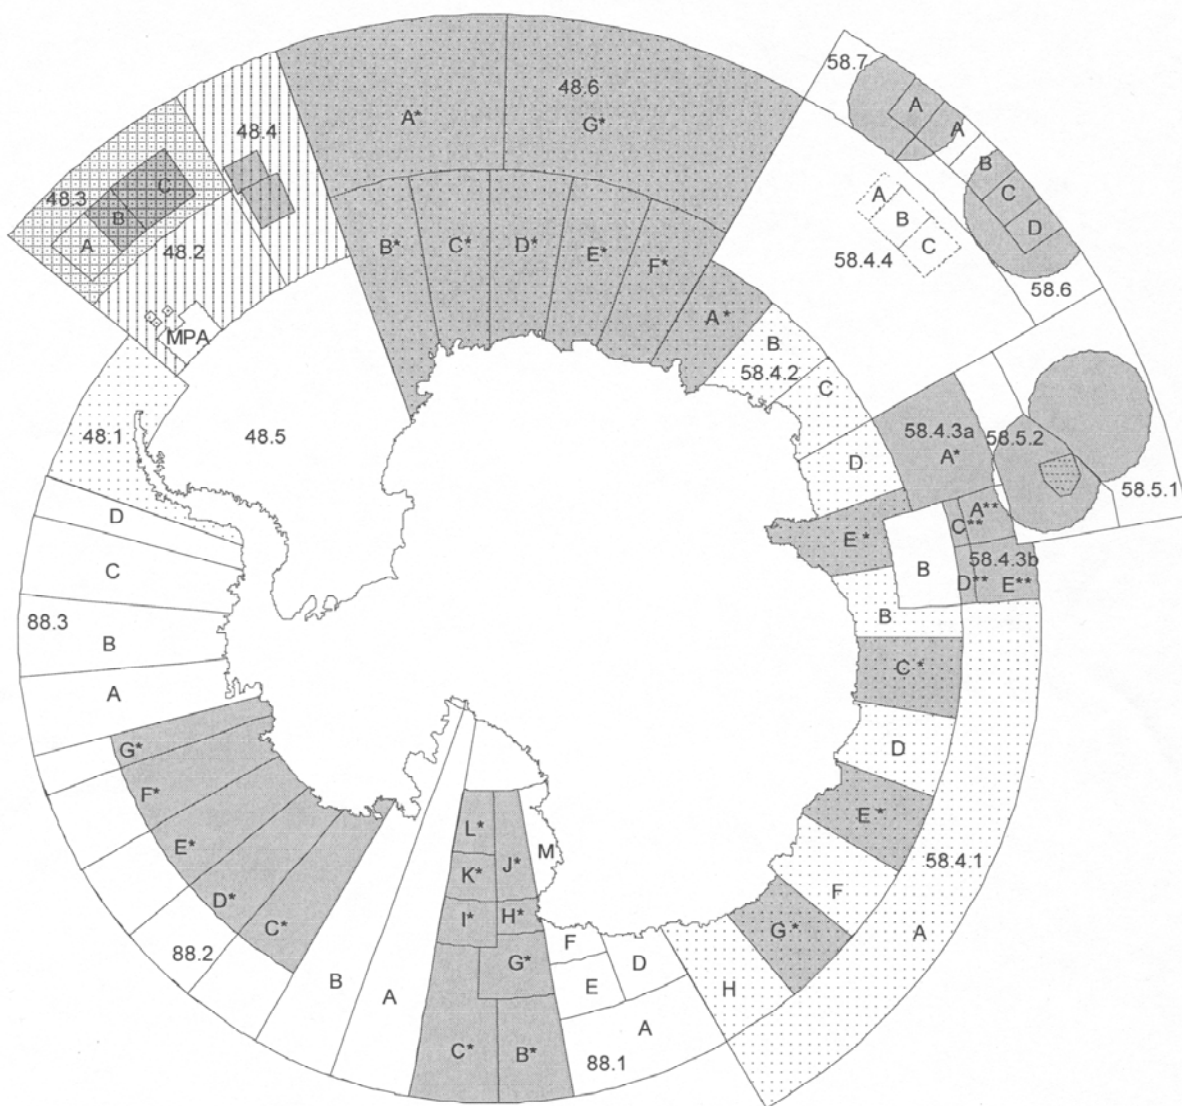 58.7
48.6
A*
G*
A
A
48.4
B
C
48.3
C
A
D
B
B
A
C
48.2
B*
C*
D*
E*
F*
58.4.4
58.6
MPA
A*
B
58.4.2
C
48.1
48.5
58.4.3a
58.5.2
A*
D
58.5.1
D
A**
C**
E*
58.4.3b
C
B
D**
E**
B
88.3
B
C*
A
D
G*
F*
E*
L*
M
J*
58.4.1
E*
K*
F
D*
I*
H*
C*
G*
A
F
88.2
G*
D
B
E
H
A
A
C*
B*
88.1